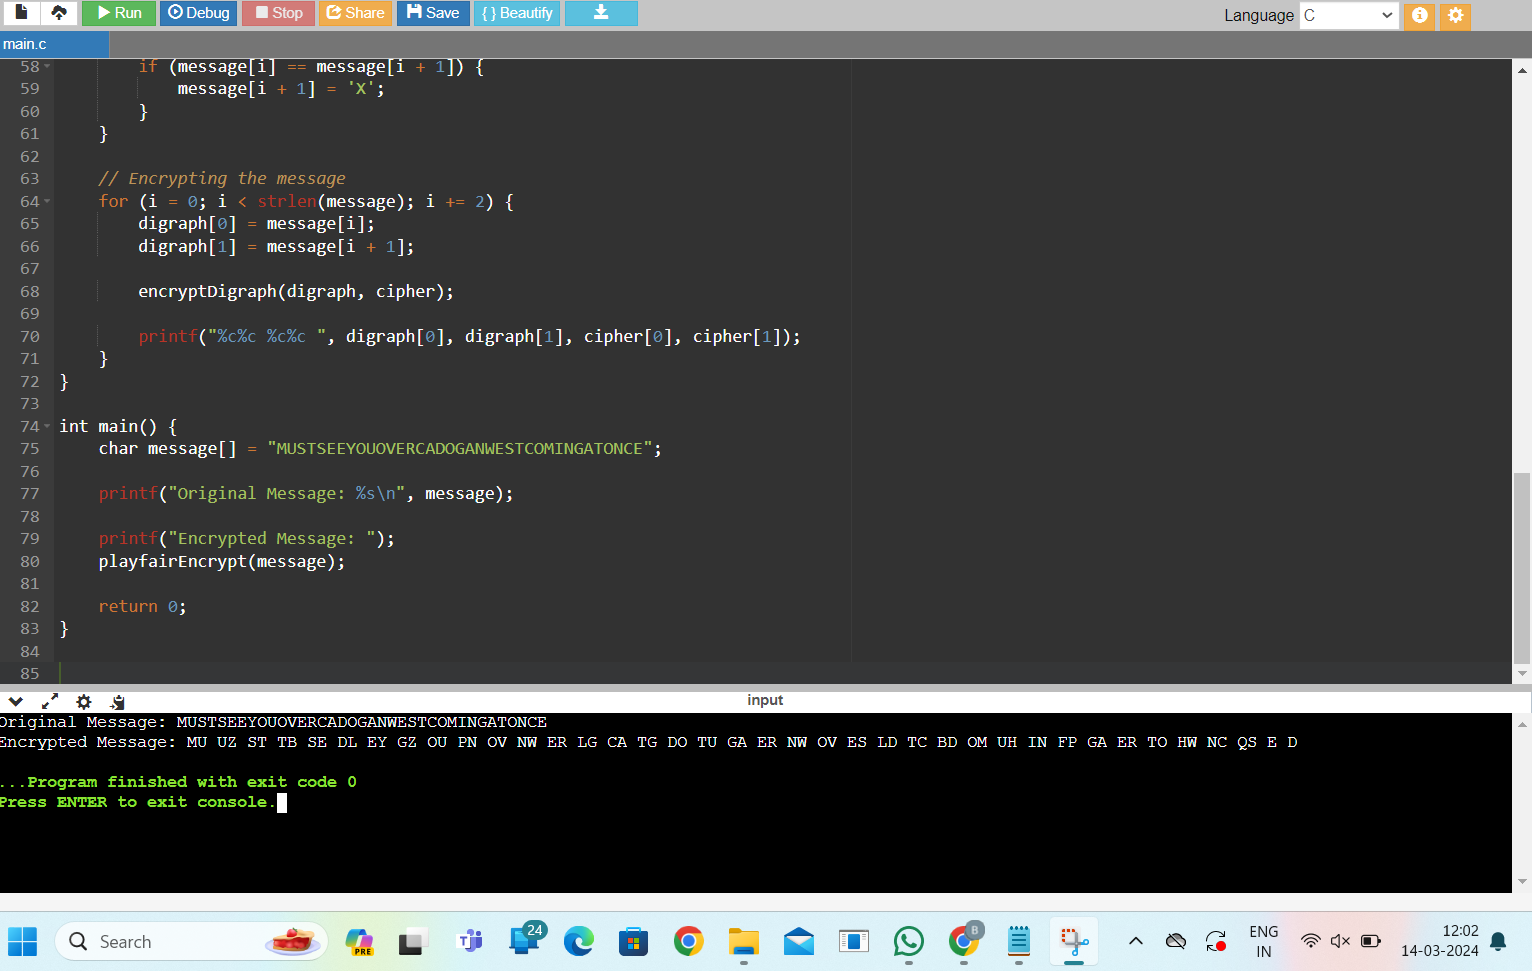 Run Debug Stop Share Save { } Beautify Language C
main.c
58 if (message[i] == message[i + 1]) {
59 message[i + 1] = 'X';
60 }
61 }
62
63 // Encrypting the message
64 for (i = 0; i < strlen(message); i += 2) {
65 digraph[0] = message[i];
66 digraph[1] = message[i + 1];
67
68 encryptDigraph(digraph, cipher);
69
70 printf("%c%c %c%c ", digraph[0], digraph[1], cipher[0], cipher[1]);
71 }
72 }
73
74 int main() {
75 char message[] = "MUSTSEEYOUOVERCADOGANWESTCOMINGATONCE";
76
77 printf("Original Message: %s\n", message);
78
79 printf("Encrypted Message: ");
80 playfairEncrypt(message);
81
82 return 0;
83 }
84
85
input
Original Message: MUSTSEEYOUOVERCADOGANWESTCOMINGATONCE
Encrypted Message: MU UZ ST TB SE DL EY GZ OU PN OV NW ER LG CA TG DO TU GA ER NW OV ES LD TC BD OM UH IN FP GA ER TO HW NC QS E D
...Program finished with exit code 0
Press ENTER to exit console.
Search PRE 24 B ENG IN 12:02 14-03-2024